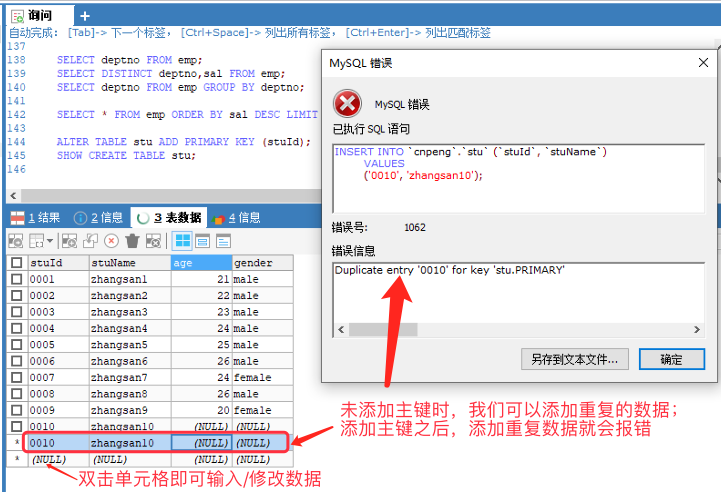 询问
自动完成： [Tab]-> 下一个标签， [Ctrl+Space]-> 列出所有标签， [Ctrl+Enter]-> 列出匹配标签
137
138 SELECT deptno FROM emp;
139 SELECT DISTINCT deptno,sal FROM emp;
140 SELECT deptno FROM emp GROUP BY deptno;
141
142 SELECT * FROM emp ORDER BY sal DESC LIMIT
143
144 ALTER TABLE stu ADD PRIMARY KEY (stuId);
145 SHOW CREATE TABLE stu;
146
MySQL 错误
MySQL 错误
已执行 SQL 语句
INSERT INTO `cnpeng`.`stu` (`stuId`, `stuName`)
VALUES
('0010', 'zhangsan10');
错误号: 1062
错误信息
Duplicate entry '0010' for key 'stu.PRIMARY'
另存到文本文件... 确定
1 结果 2 信息 3 表数据 4 信息
stuId stuName age gender
0001 zhangsan1 21 male
0002 zhangsan2 22 male
0003 zhangsan3 23 male
0004 zhangsan4 24 male
0005 zhangsan5 25 male
0006 zhangsan6 26 male
0007 zhangsan7 24 female
0008 zhangsan8 26 male
0009 zhangsan9 20 female
0010 zhangsan10 (NULL) (NULL)
* 0010 zhangsan10 (NULL) (NULL)
* (NULL) (NULL) (NULL) (NULL)
未添加主键时，我们可以添加重复的数据；
添加主键之后，添加重复数据就会报错
双击单元格即可输入/修改数据